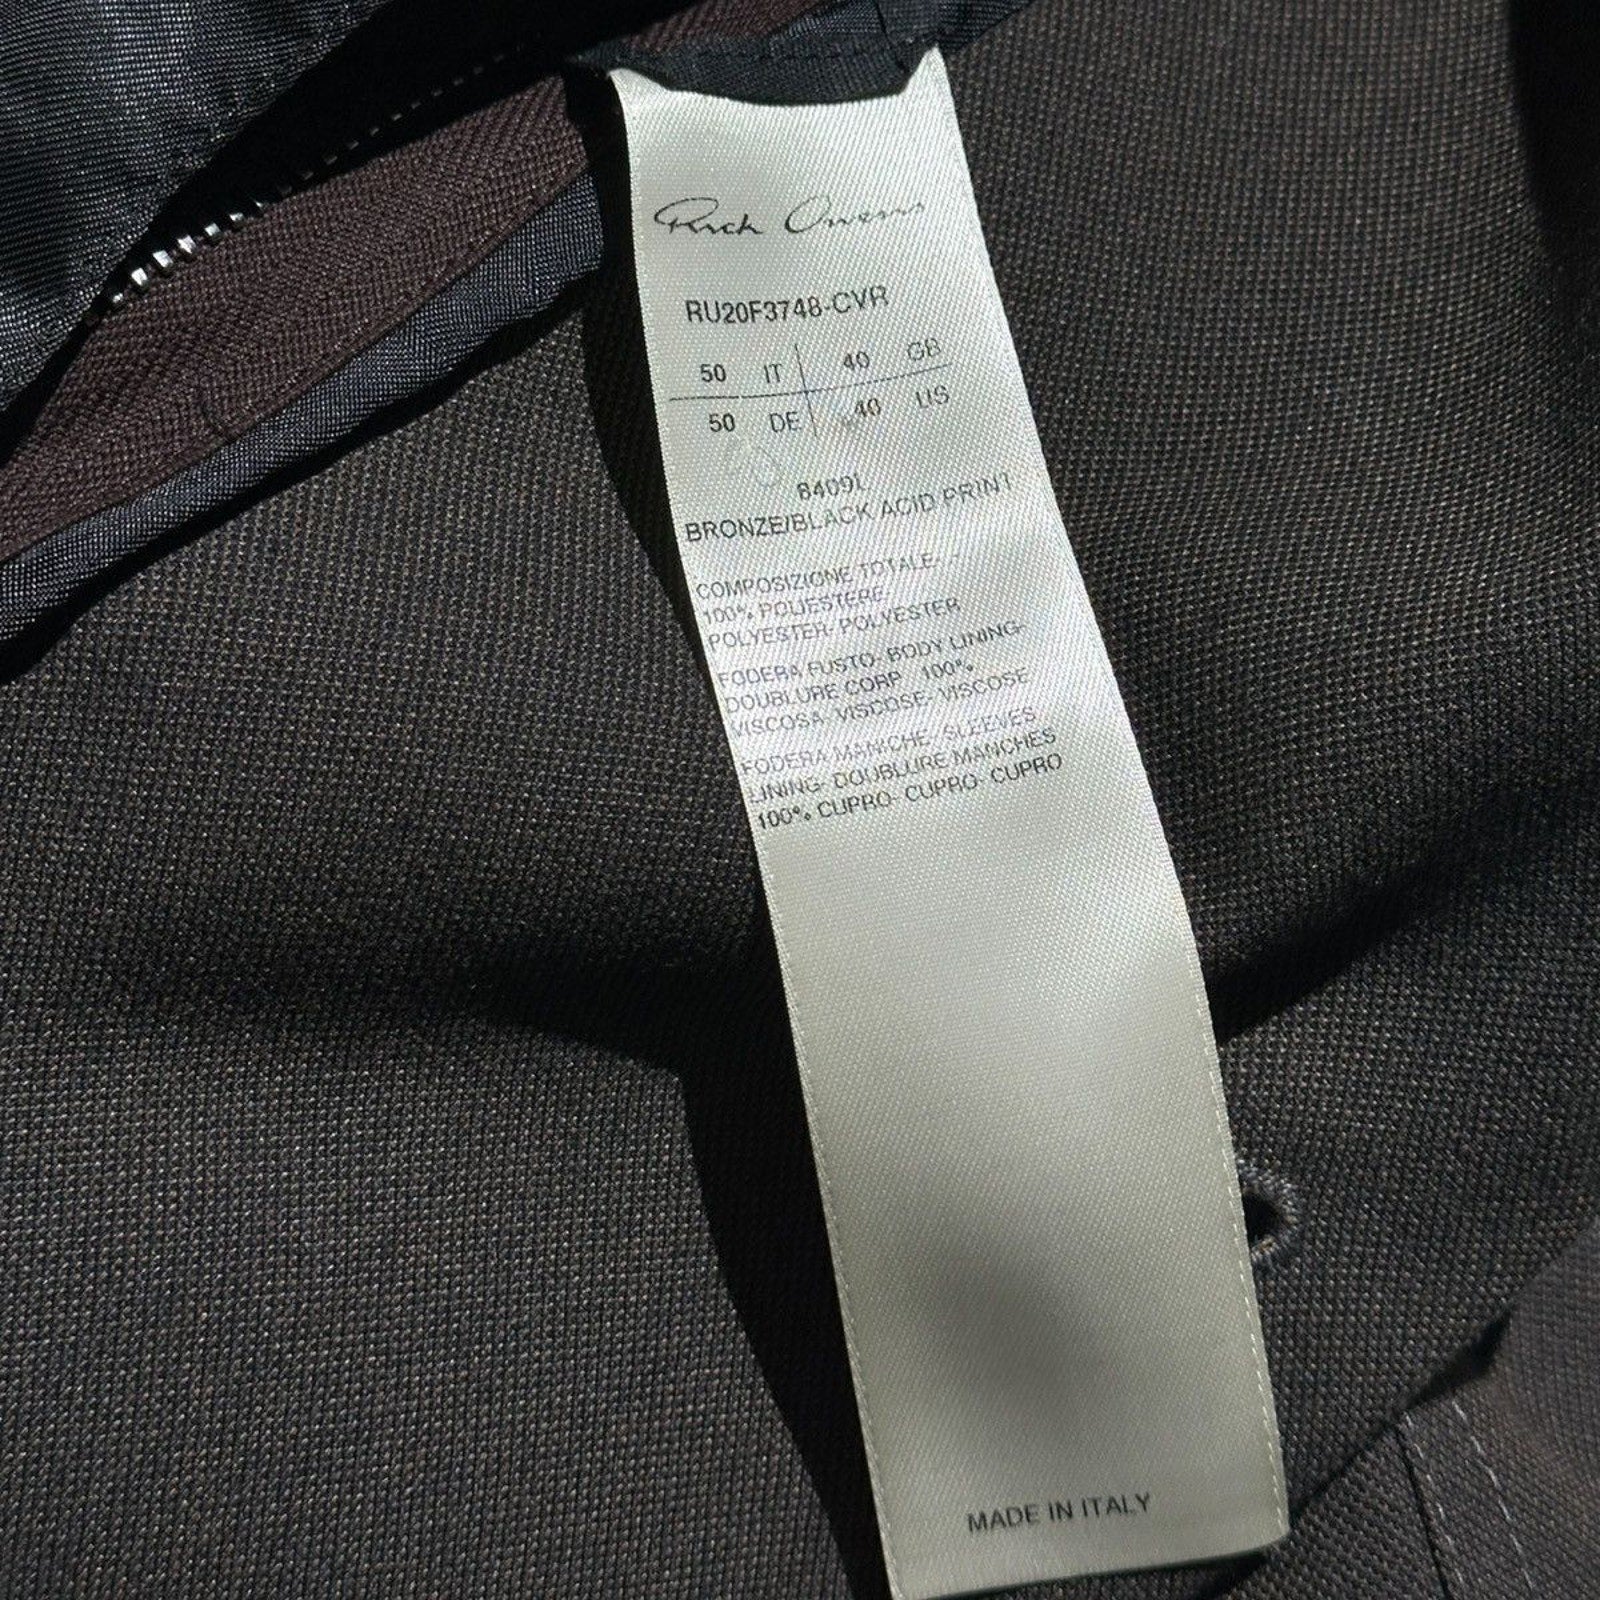 Rick Owens
RU20F3748-CVR
50 IT 40 GB
50 DE 40 US
8409L
BRONZE/BLACK ACID PRINT
COMPOSIZIONE TOTALE-
100% POLIESTERE-
POLYESTER- POLYESTER
FODERA FUSTO- BODY LINING-
DOUBLURE CORP 100%
VISCOSA- VISCOSE- VISCOSE
FODERA MANICHE- SLEEVES
LINING- DOUBLURE MANCHES
100% CUPRO- CUPRO- CUPRO
MADE IN ITALY